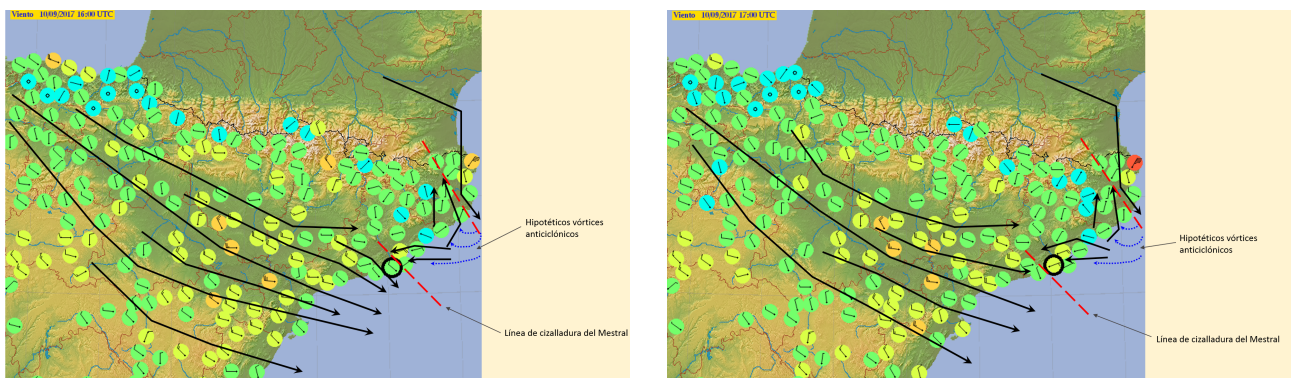 Viento 10/09/2017 16:00 UTC
Hipotéticos vórtices
anticiclónicos
Línea de cizalladura del Mestral
Viento 10/09/2017 17:00 UTC
Hipotéticos vórtices
anticiclónicos
Línea de cizalladura del Mestral